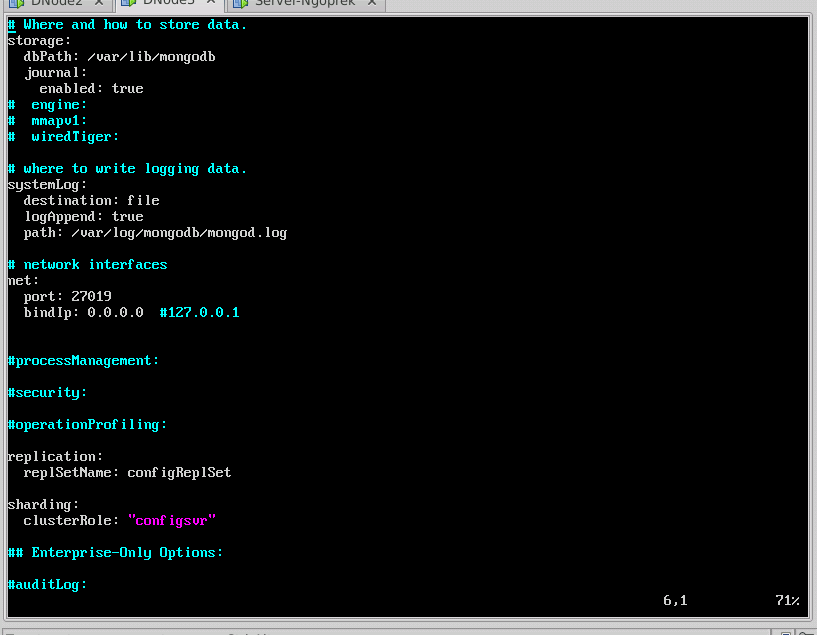 DNode2 × DNode3 × Server-Ngoprek ×
# Where and how to store data.
storage:
  dbPath: /var/lib/mongodb
  journal:
    enabled: true
#  engine:
#  mmapv1:
#  wiredTiger:
# where to write logging data.
systemLog:
  destination: file
  logAppend: true
  path: /var/log/mongodb/mongod.log
# network interfaces
net:
  port: 27019
  bindIp: 0.0.0.0  #127.0.0.1
#processManagement:
#security:
#operationProfiling:
replication:
  replSetName: configReplSet
sharding:
  clusterRole: "configsvr"
## Enterprise-Only Options:
#auditLog:
6,1 71%